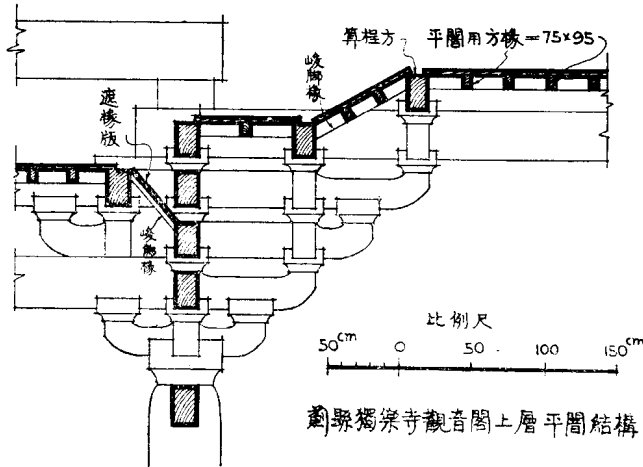 算桯方 平闇用方椽=75×95
峻脚椽
遮椽版
峻脚椽
比例尺
50cm 0 50 100 150cm
薊縣獨樂寺觀音閣上層平闇結構